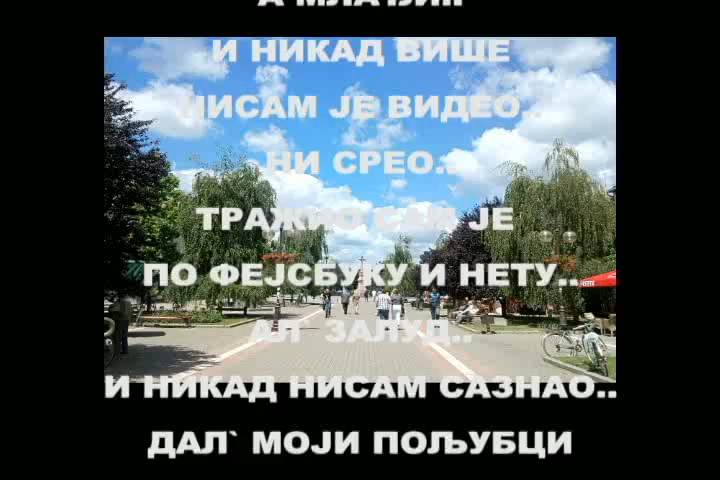 А МЛАЂИ..
И НИКАД ВИШЕ
НИСАМ ЈЕ ВИДЕО..
НИ СРЕО..
ТРАЖИО САМ ЈЕ
ПО ФЕЈСБУКУ И НЕТУ..
АЛ` ЗАЛУД..
И НИКАД НИСАМ САЗНАО..
ДАЛ` МОЈИ ПОЉУБЦИ